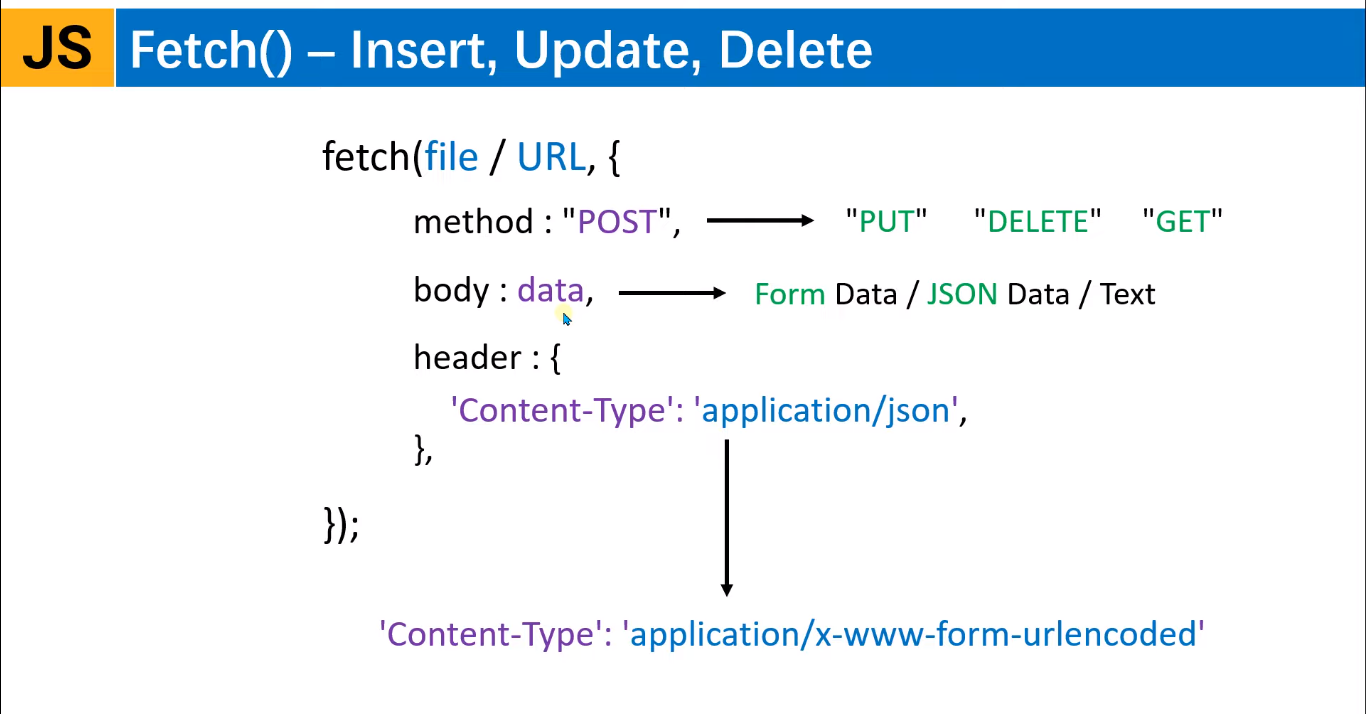 JS Fetch() – Insert, Update, Delete
fetch(file / URL, {
method : "POST", "PUT" "DELETE" "GET"
body : data, Form Data / JSON Data / Text
header : {
'Content-Type': 'application/json',
},
});
'Content-Type': 'application/x-www-form-urlencoded'